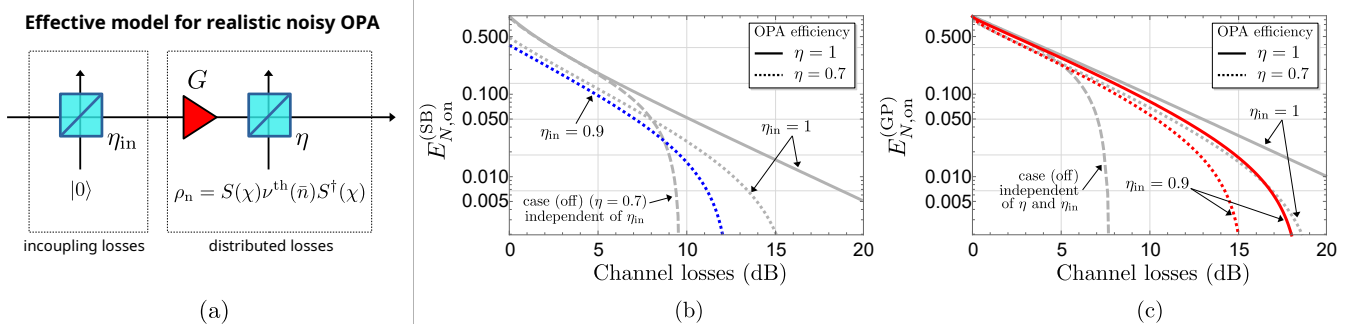 Effective model for realistic noisy OPA
G
η_in
η
|0⟩
ρ_n = S(χ)ν^th(n̄)S†(χ)
incoupling losses
distributed losses
(a)
E_{N,on}^{(SB)}
0.500
0.100
0.050
0.010
0.005
0
5
10
15
20
Channel losses (dB)
OPA efficiency
η = 1
η = 0.7
η_in = 0.9
η_in = 1
case (off) (η = 0.7)
independent of η_in
(b)
E_{N,on}^{(GP)}
0.500
0.100
0.050
0.010
0.005
0
5
10
15
20
Channel losses (dB)
OPA efficiency
η = 1
η = 0.7
η_in = 1
case (off)
independent
of η and η_in
η_in = 0.9
(c)